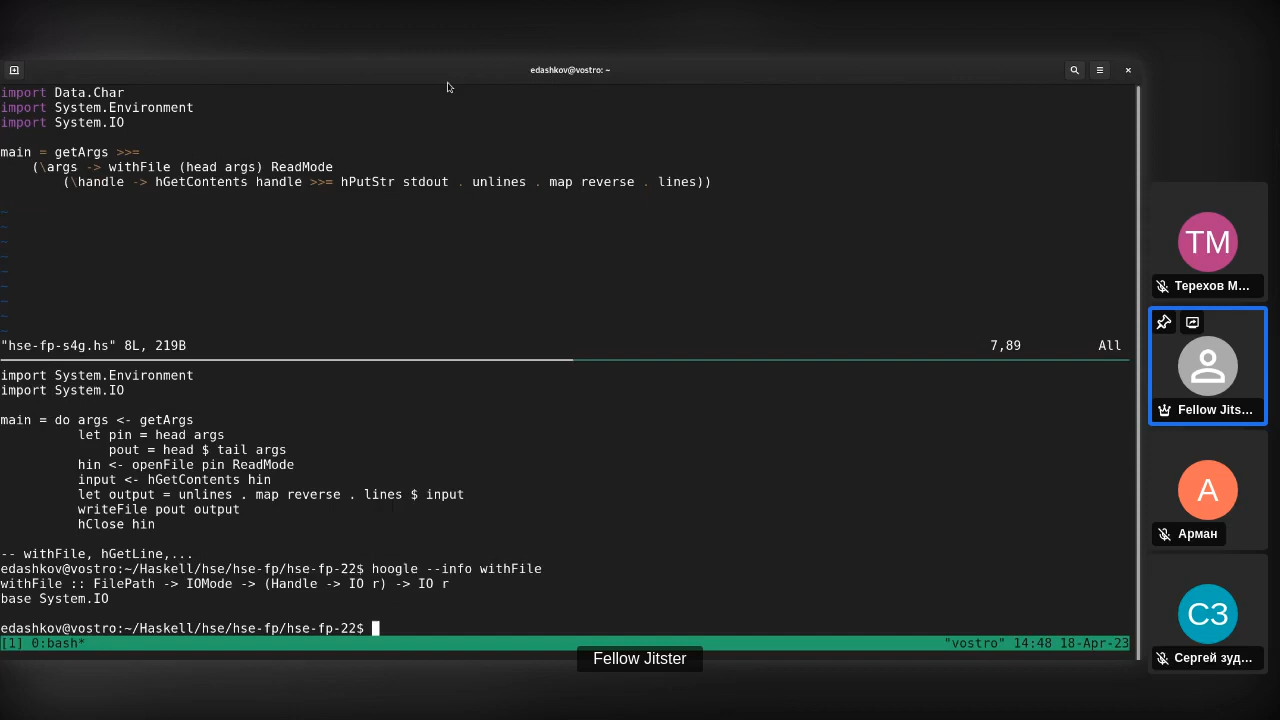 edashkov@vostro: ~
import Data.Char
import System.Environment
import System.IO
main = getArgs >>=
    (\args -> withFile (head args) ReadMode
        (\handle -> hGetContents handle >>= hPutStr stdout . unlines . map reverse . lines))
~
~
~
~
~
~
~
~
~
"hse-fp-s4g.hs" 8L, 219B 7,89 All
import System.Environment
import System.IO
main = do args <- getArgs
          let pin = head args
              pout = head $ tail args
          hin <- openFile pin ReadMode
          input <- hGetContents hin
          let output = unlines . map reverse . lines $ input
          writeFile pout output
          hClose hin
-- withFile, hGetLine,...
edashkov@vostro:~/Haskell/hse/hse-fp/hse-fp-22$ hoogle --info withFile
withFile :: FilePath -> IOMode -> (Handle -> IO r) -> IO r
base System.IO
edashkov@vostro:~/Haskell/hse/hse-fp/hse-fp-22$
[1] 0:bash* "vostro" 14:48 18-Apr-23
Fellow Jitster
TM
Терехов М...
Fellow Jits...
А
Арман
СЗ
Сергей зуд...